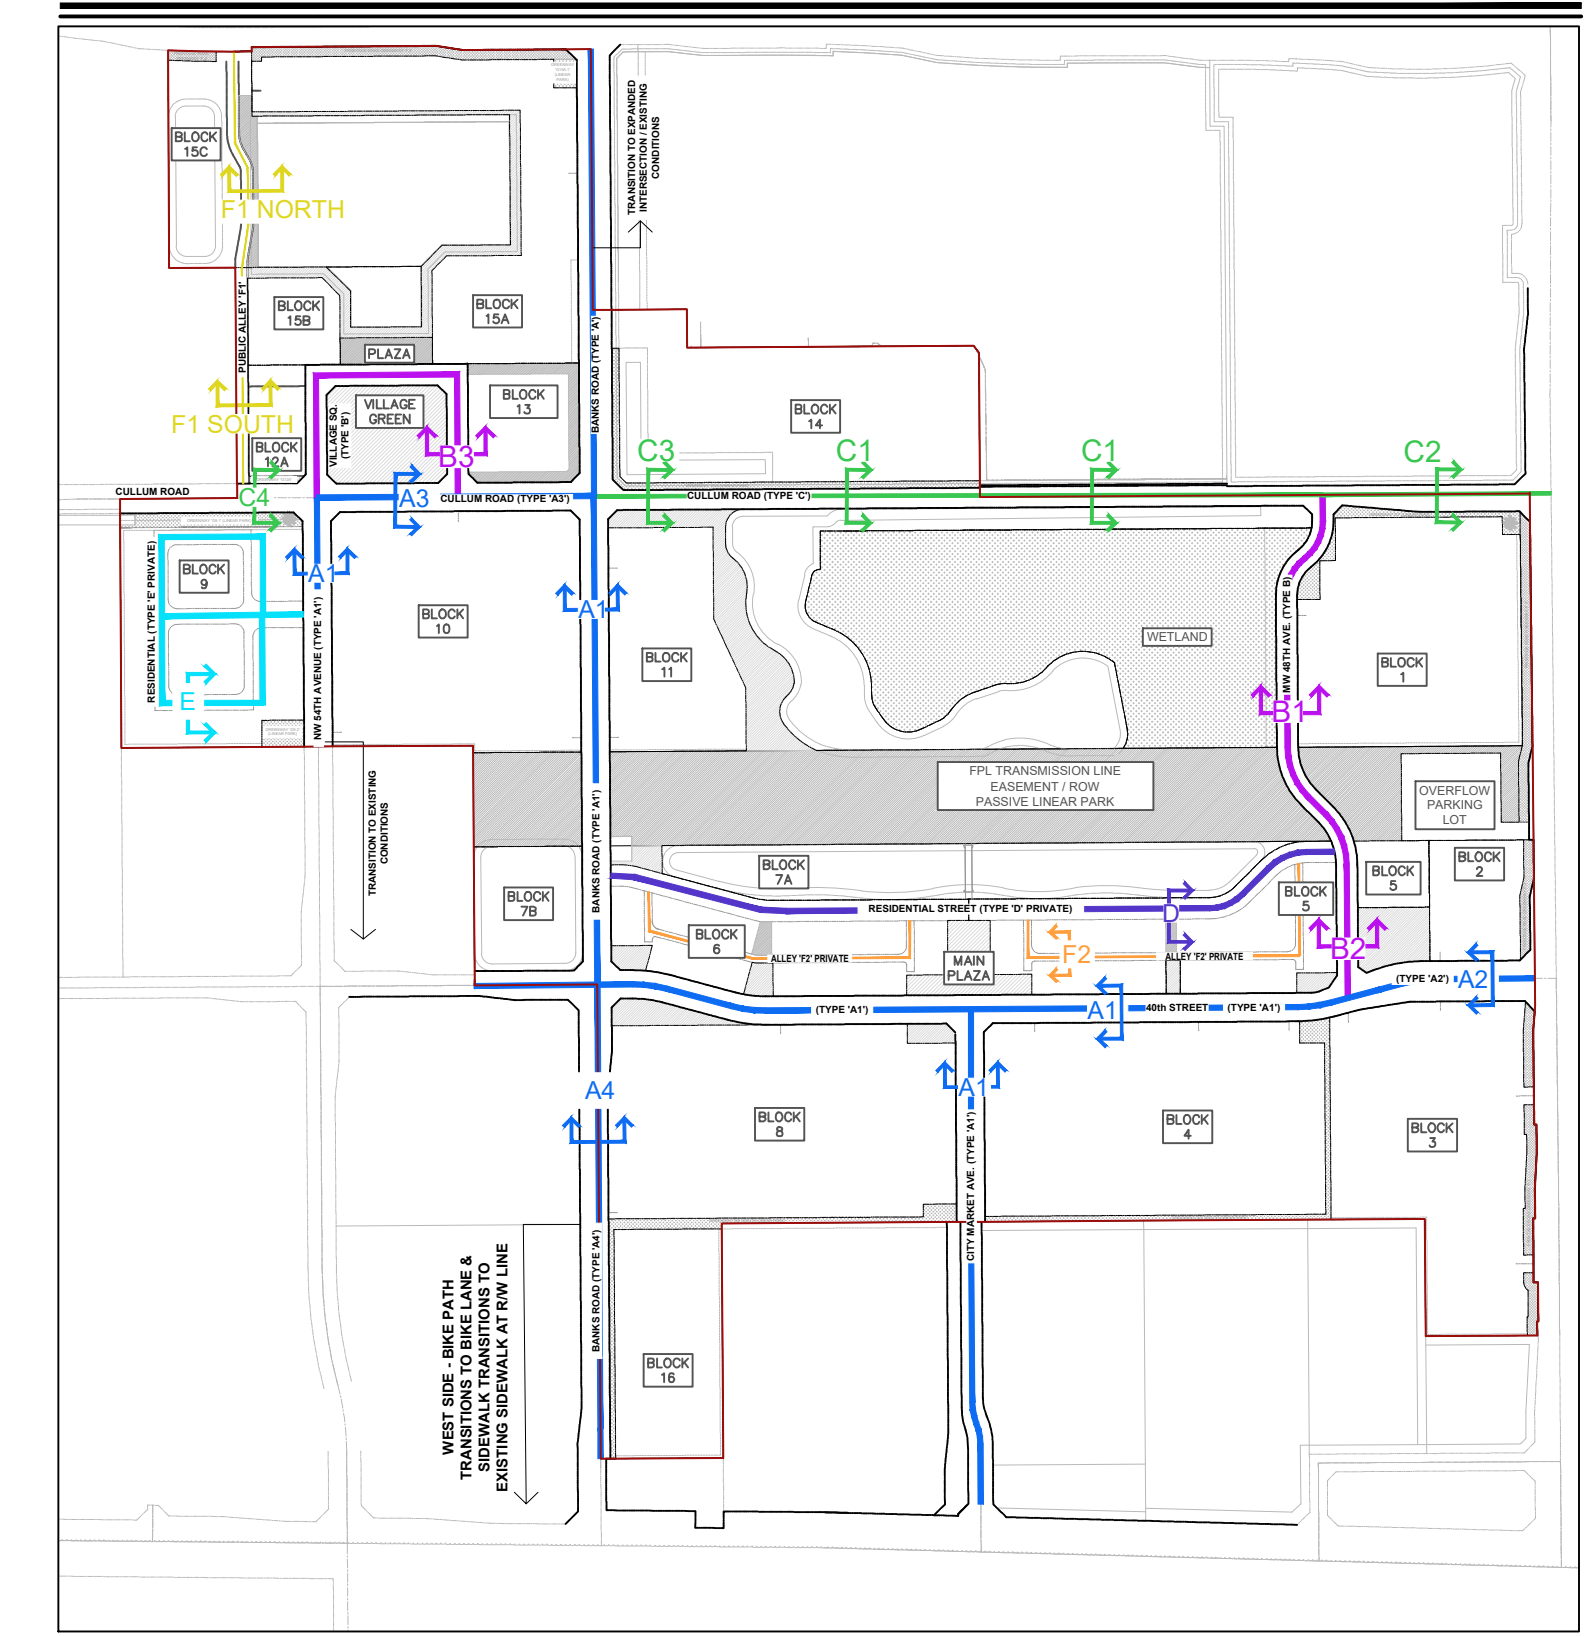 TRANSITION TO EXPANDED
INTERSECTION / EXISTING
CONDITIONS
BLOCK
15C
F1 NORTH
PUBLIC ALLEY 'F1'
BLOCK
15B
BLOCK
15A
PLAZA
BANKS ROAD (TYPE 'A')
VILLAGE
GREEN
VILLAGE SQ.
(TYPE 'B')
BLOCK
13
BLOCK
14
F1 SOUTH
BLOCK
12A
B3
C3
C1
C1
C2
CULLUM ROAD
C4
A3
CULLUM ROAD (TYPE 'A3')
CULLUM ROAD (TYPE 'C')
RESIDENTIAL (TYPE 'E' PRIVATE)
BLOCK
9
A1
NW 54TH AVENUE (TYPE 'A1')
BLOCK
10
A1
BLOCK
11
WETLAND
MW 48TH AVE. (TYPE B)
BLOCK
1
E
B1
TRANSITION TO EXISTING
CONDITIONS
BANKS ROAD (TYPE 'A1')
FPL TRANSMISSION LINE
EASEMENT / ROW
PASSIVE LINEAR PARK
OVERFLOW
PARKING
LOT
BLOCK
7A
BLOCK
7B
BLOCK
5
BLOCK
5
BLOCK
2
RESIDENTIAL STREET (TYPE 'D' PRIVATE)
D
BLOCK
6
ALLEY 'F2' PRIVATE
MAIN
PLAZA
F2
ALLEY 'F2' PRIVATE
B2
(TYPE 'A2')
A2
(TYPE 'A1')
A1
40th STREET
(TYPE 'A1')
A4
A1
BLOCK
8
BLOCK
4
BLOCK
3
CITY MARKET AVE. (TYPE 'A1')
BANKS ROAD (TYPE 'A4')
WEST SIDE - BIKE PATH
TRANSITIONS TO BIKE LANE &
SIDEWALK TRANSITIONS TO
EXISTING SIDEWALK AT R/W LINE
BLOCK
16